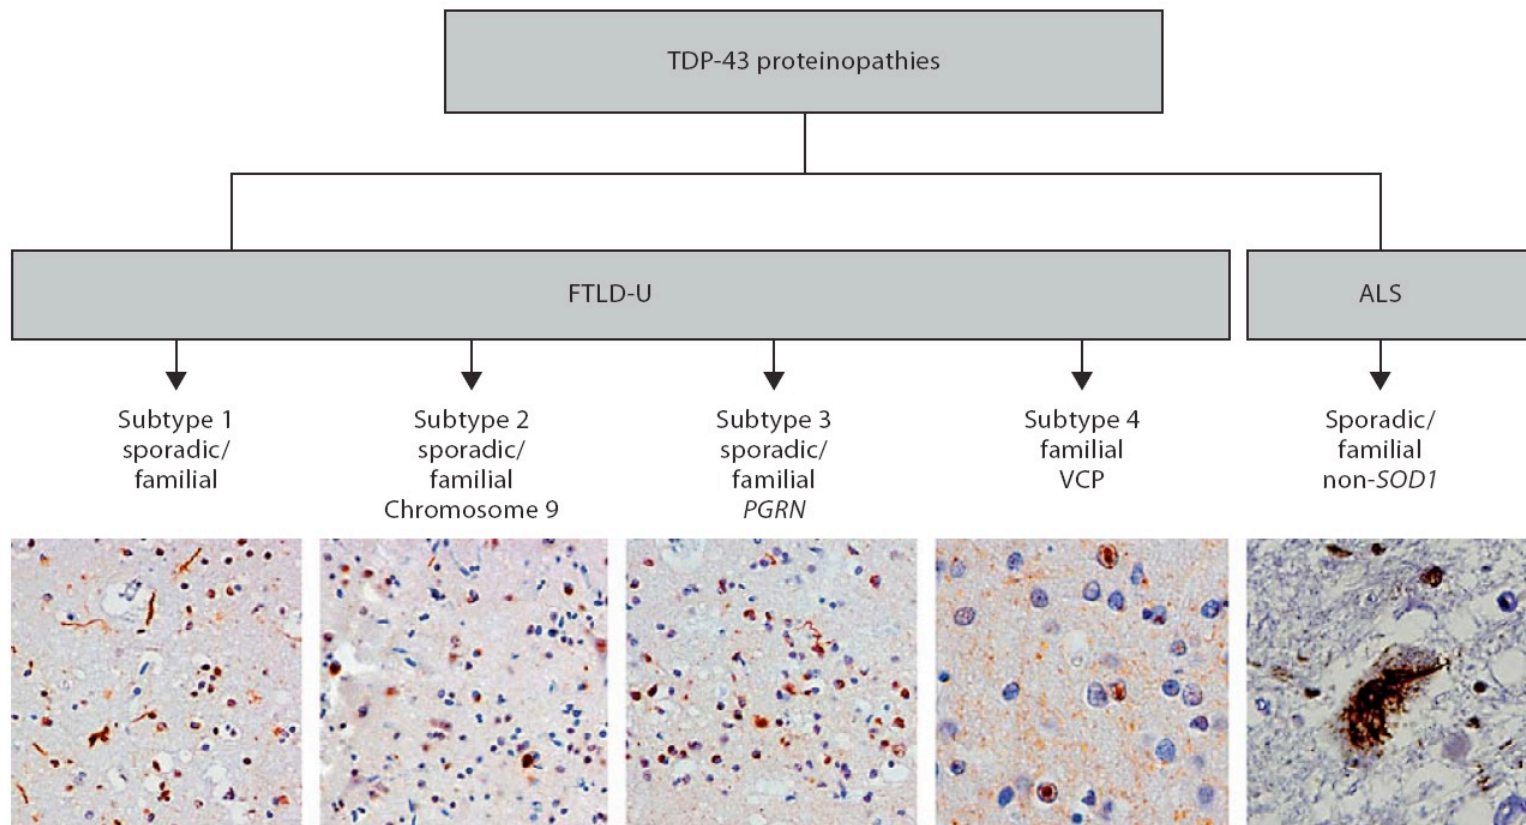 TDP-43 proteinopathies
FTLD-U
ALS
Subtype 1
sporadic/
familial
Subtype 2
sporadic/
familial
Chromosome 9
Subtype 3
sporadic/
familial
PGRN
Subtype 4
familial
VCP
Sporadic/
familial
non-SOD1